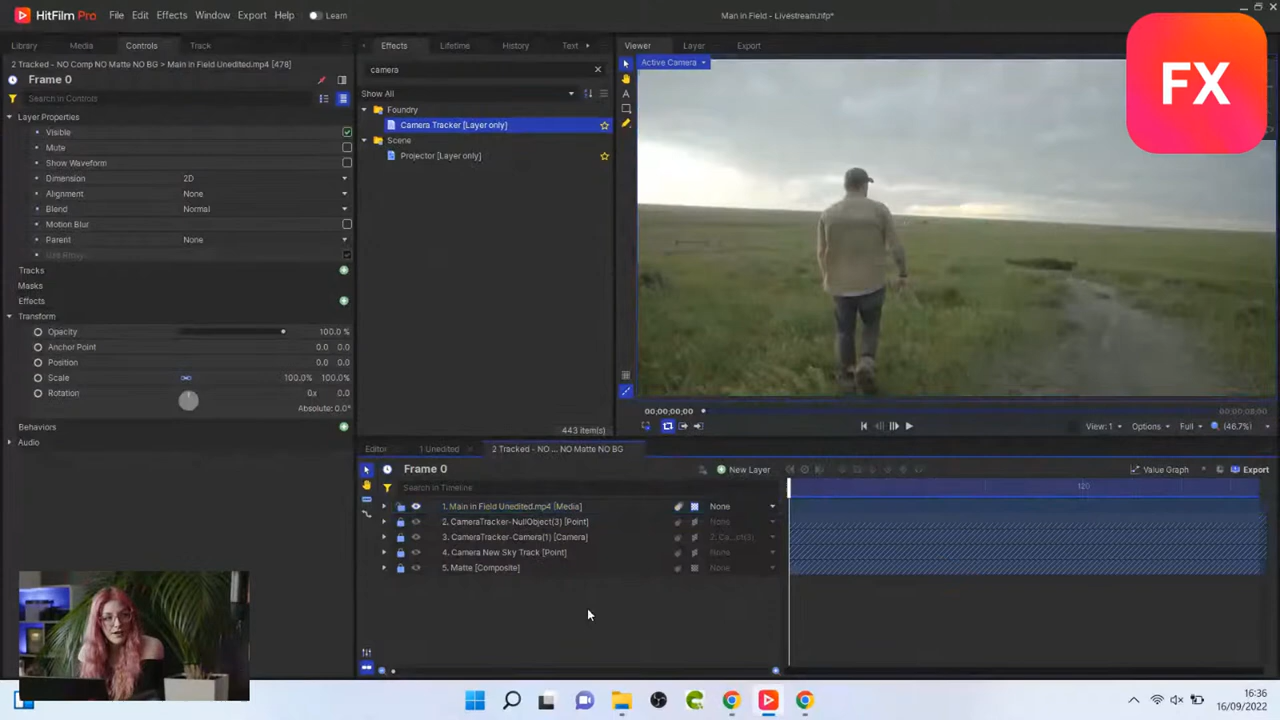 HitFilm Pro File Edit Effects Window Export Help Learn Man in Field - Livestream.hfp*
FX
Library Media Controls Track
2 Tracked - NO Comp NO Matte NO BG > Main in Field Unedited.mp4 [478]
Frame 0
Search in Controls
Layer Properties
Visible
Mute
Show Waveform
Dimension 2D
Alignment None
Blend Normal
Motion Blur
Parent None
Tracks
Masks
Effects
Transform
Opacity 100.0 %
Anchor Point 0.0 0.0
Position 0.0 0.0
Scale 100.0% 100.0%
Rotation 0x 0.0
Absolute: 0.0°
Behaviors
Audio
Effects Lifetime History Text
camera
Show All
Foundry
Camera Tracker [Layer only]
Scene
Projector [Layer only]
443 item(s)
Viewer Layer Export
Active Camera
00;00;00;00 00;00;08;00
View: 1 Options Full (46.7%)
Editor 1 Unedited 2 Tracked - NO ... NO Matte NO BG
Frame 0 New Layer Value Graph Export
Search in Timeline 120
1. Main in Field Unedited.mp4 [Media] None
2. CameraTracker-NullObject(3) [Point] None
3. CameraTracker-Camera(1) [Camera] 2. Ca...ct(3)
4. Camera New Sky Track [Point] None
5. Matte [Composite] None
16:36
16/09/2022